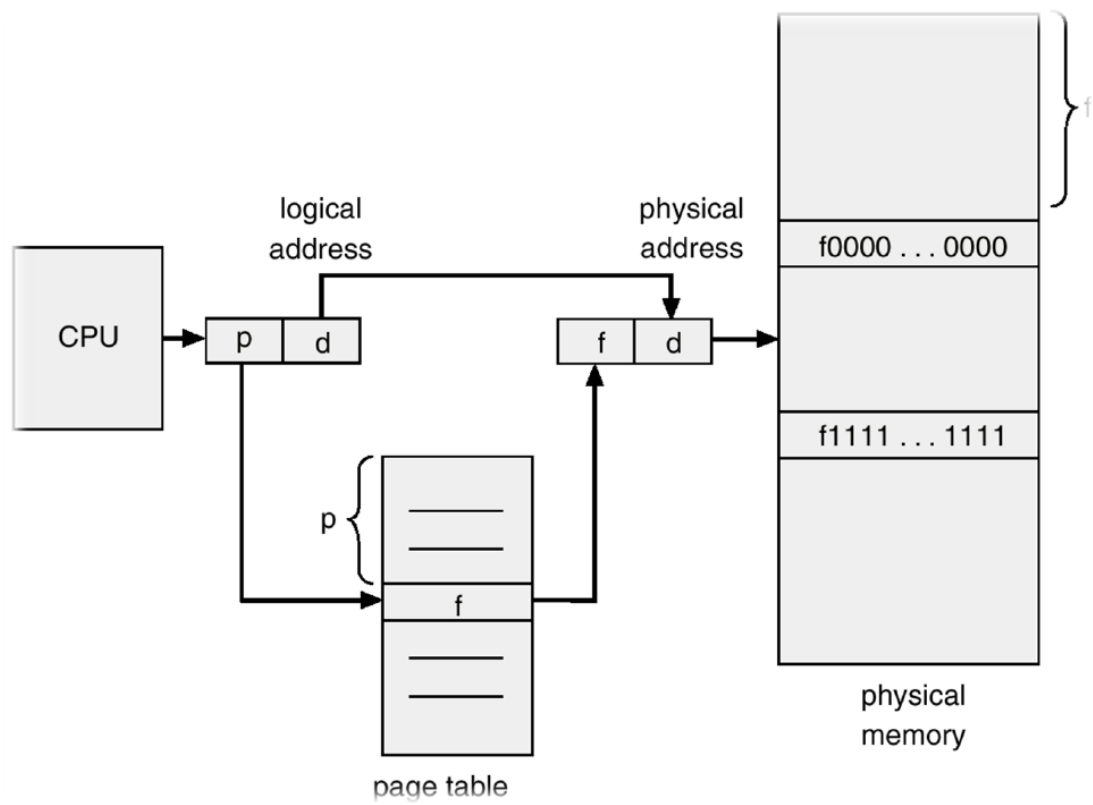 logical
address
physical
address
CPU
p
d
f
d
f
f0000 . . . 0000
f1111 . . . 1111
p
f
physical
memory
page table